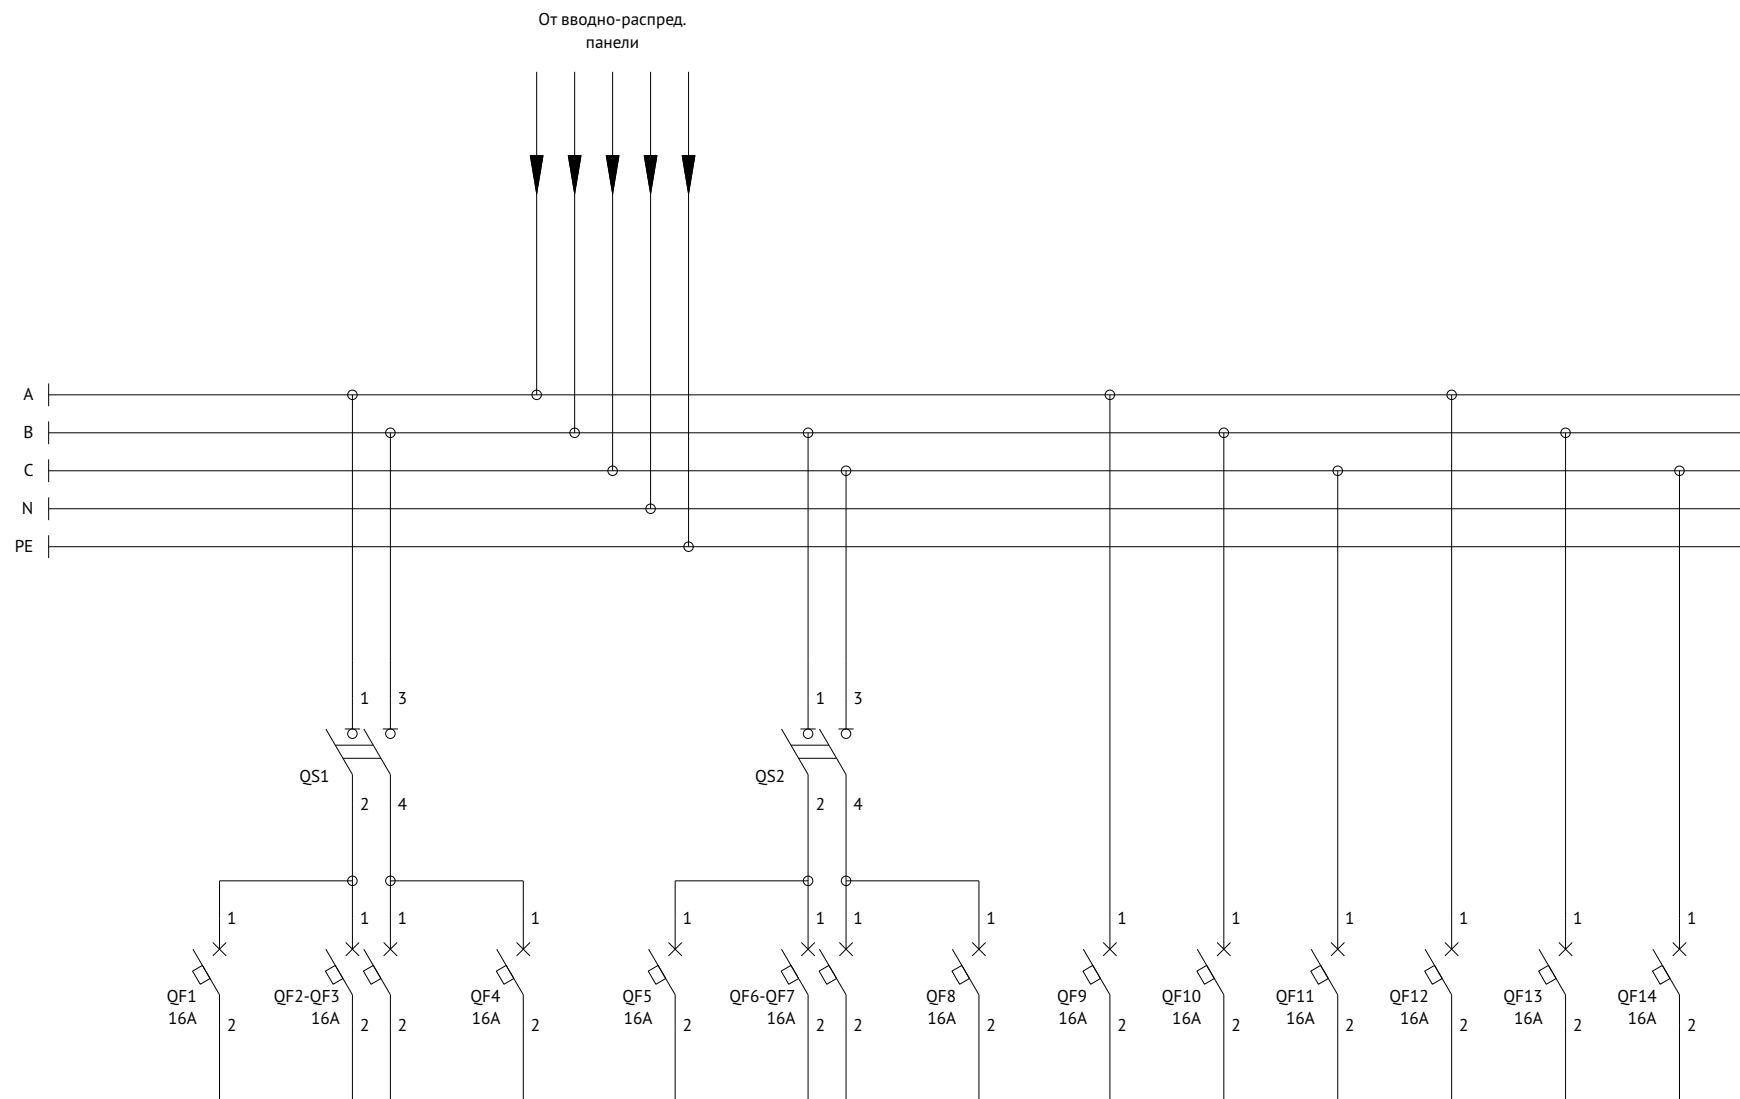 От вводно-распред.
панели
A
B
C
N
PE
1 3 1 3
QS1 QS2
2 4 2 4
1 1 1 1 1 1 1 1 1 1 1 1 1 1
QF1 QF2-QF3 QF4 QF5 QF6-QF7 QF8 QF9 QF10 QF11 QF12 QF13 QF14
16A 16A 16A 16A 16A 16A 16A 16A 16A 16A 16A 16A
2 2 2 2 2 2 2 2 2 2 2 2 2 2